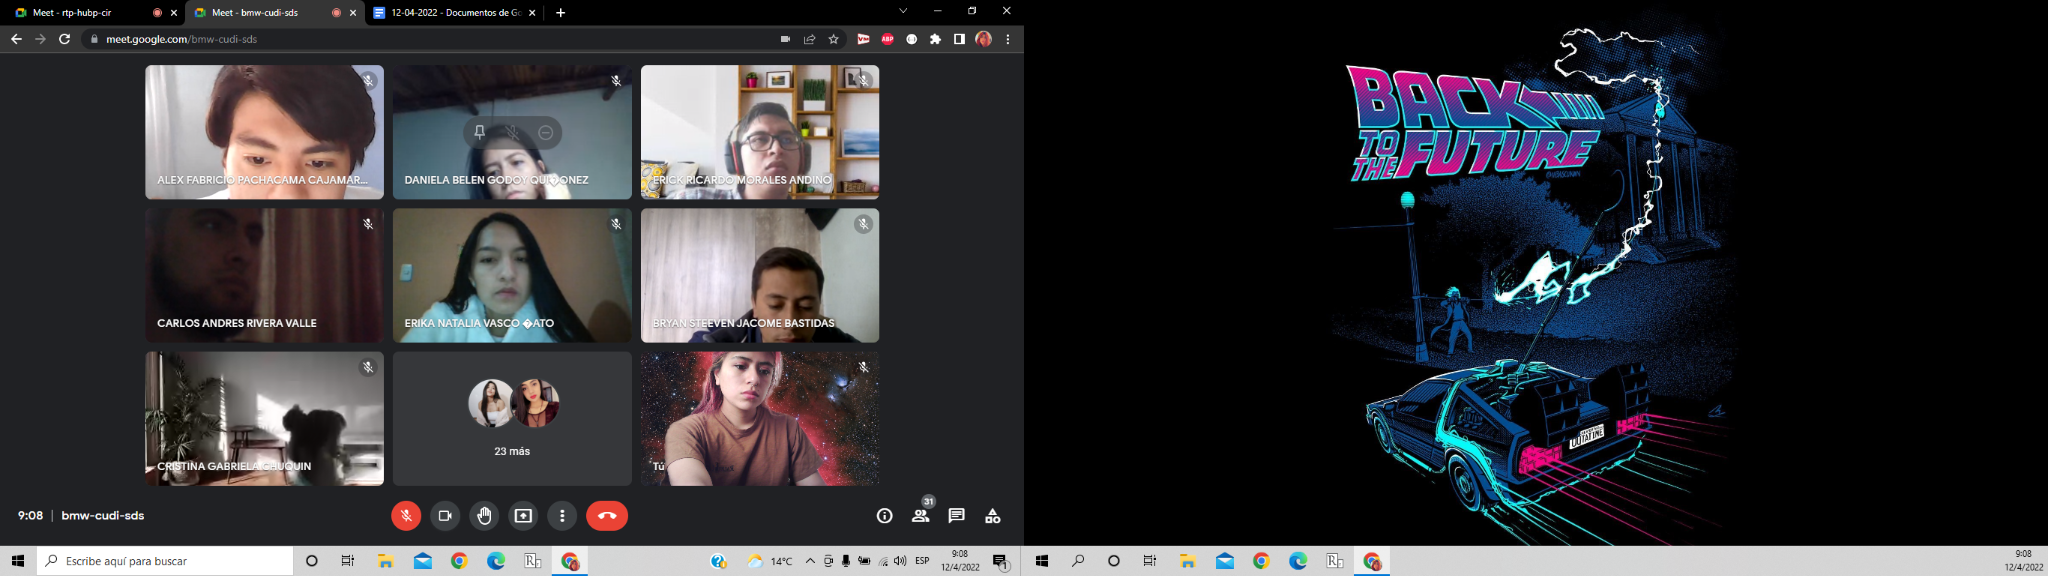 Meet - rtp-hubp-cir
Meet - bmw-cudi-sds
12-04-2022 - Documentos de Go
meet.google.com/bmw-cudi-sds
ABP
ALEX FABRICIO PACHACAMA CAJAMAR...
DANIELA BELEN GODOY QUI�ONEZ
ERICK RICARDO MORALES ANDINO
CARLOS ANDRES RIVERA VALLE
ERIKA NATALIA VASCO �ATO
BRYAN STEEVEN JACOME BASTIDAS
CRISTINA GABRIELA CHUQUIN
23 más
Tú
9:08 | bmw-cudi-sds
31
Escribe aquí para buscar
14°C
ESP
9:08
12/4/2022
1
BACK
TO THE FUTURE
OUTATIME
9:08
12/4/2022